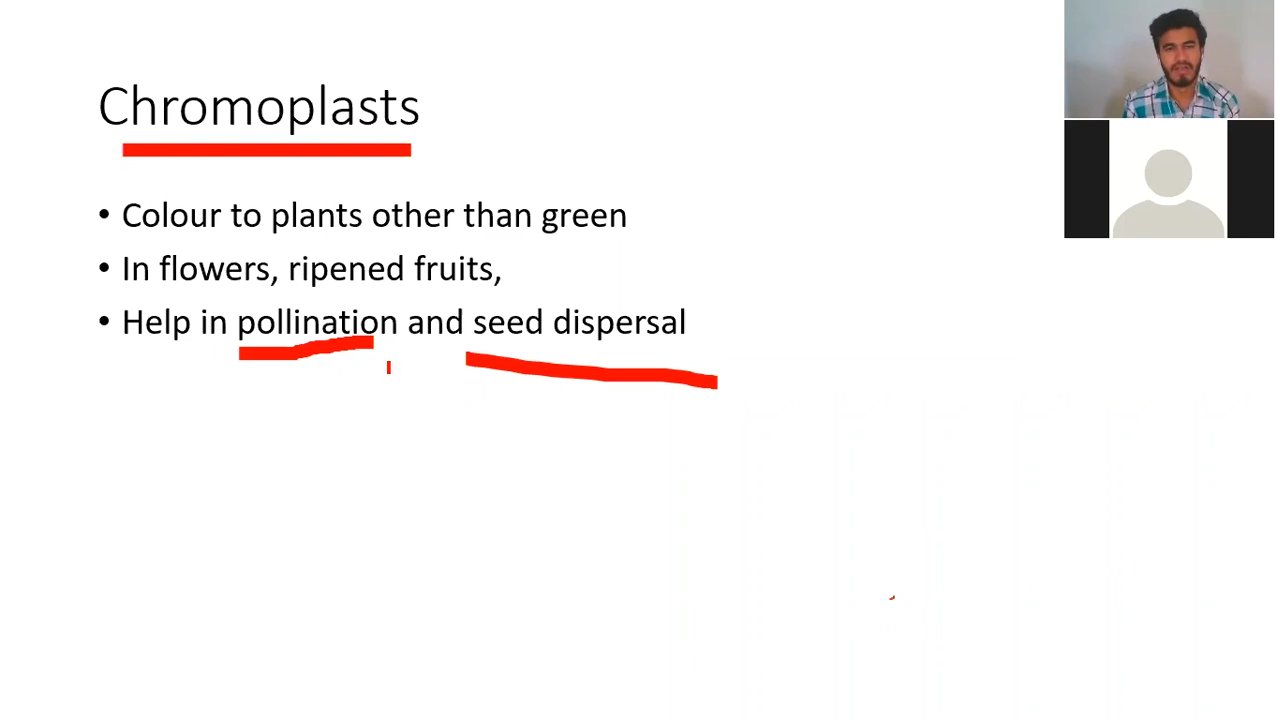 Chromoplasts
• Colour to plants other than green
• In flowers, ripened fruits,
• Help in pollination and seed dispersal